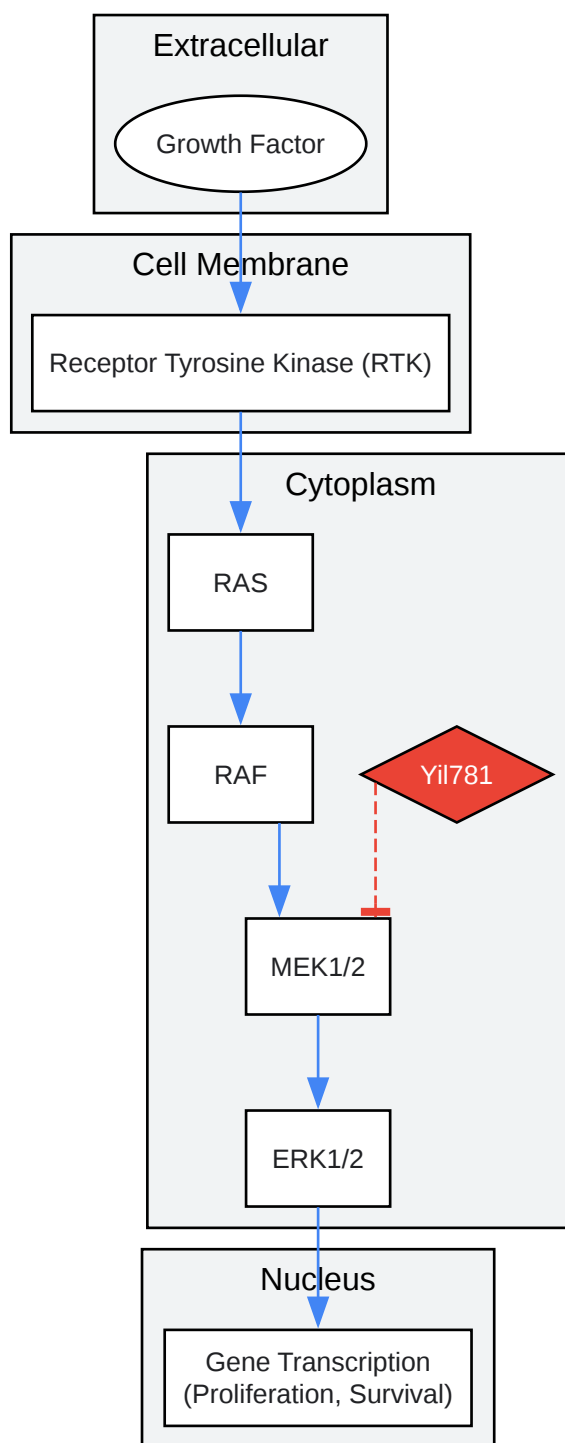 Extracellular
Growth Factor
Cell Membrane
Receptor Tyrosine Kinase (RTK)
Cytoplasm
RAS
RAF
Yil781
MEK1/2
ERK1/2
Nucleus
Gene Transcription
(Proliferation, Survival)